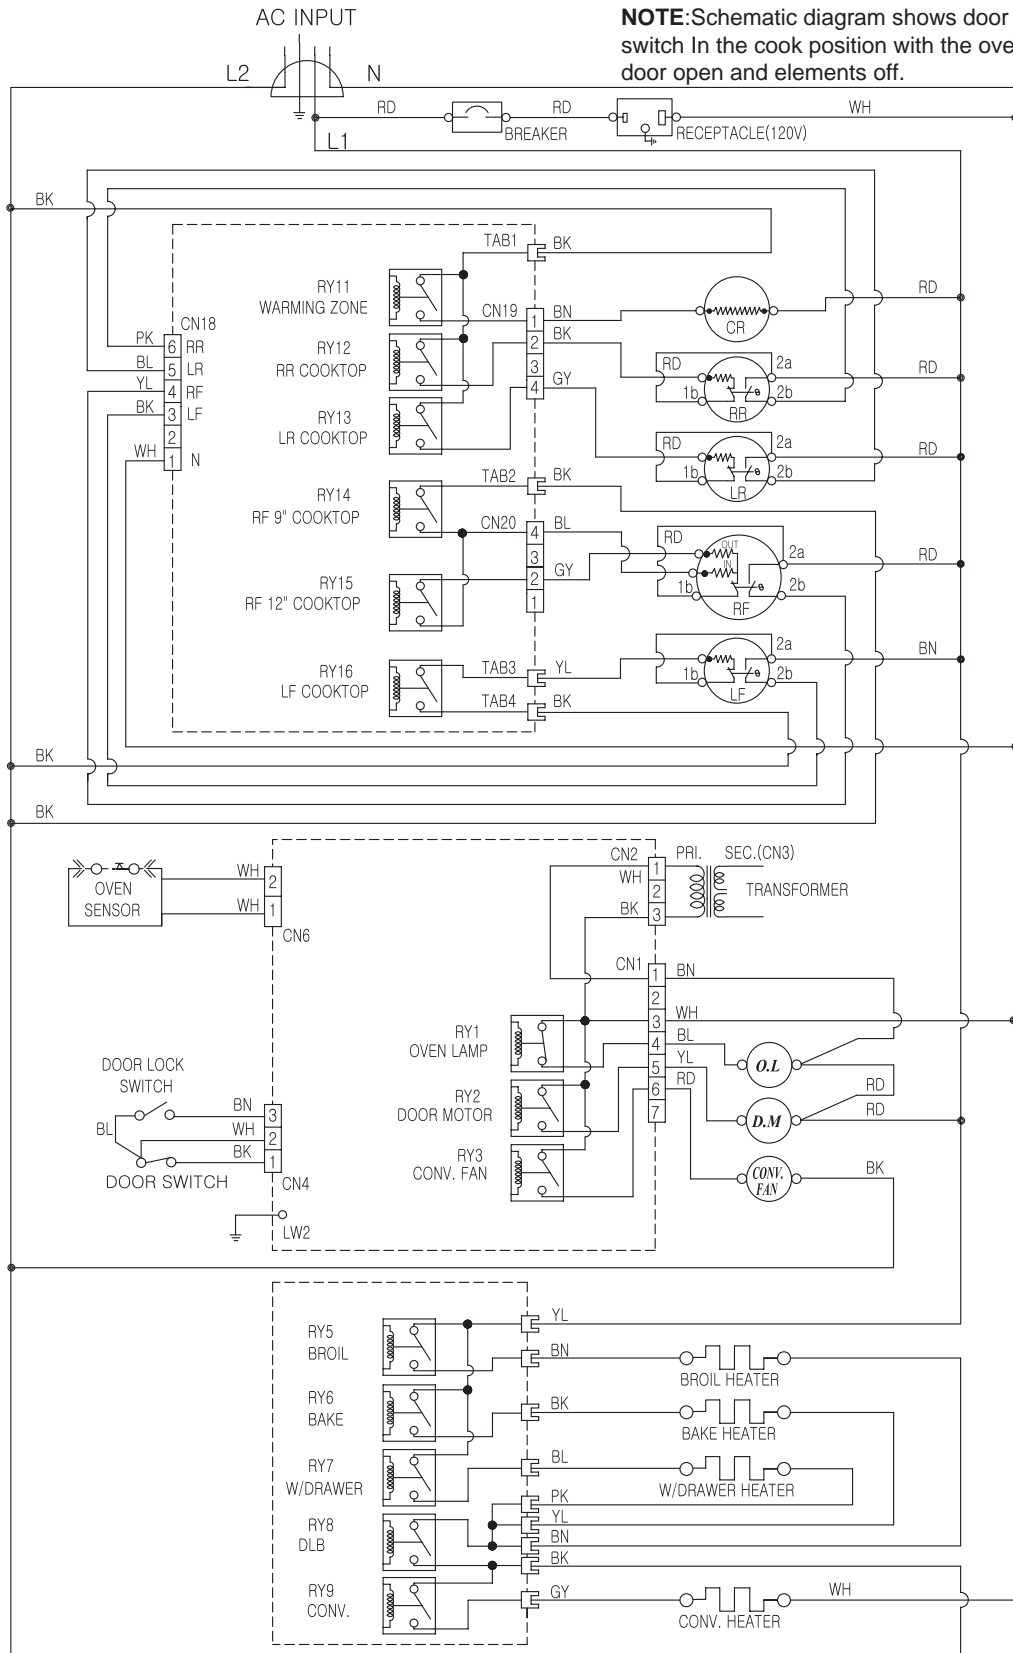 AC INPUT
NOTE:Schematic diagram shows door
switch In the cook position with the ove
door open and elements off.
L2
N
RD
RD
WH
BREAKER
RECEPTACLE(120V)
L1
BK
TAB1
BK
RY11
WARMING ZONE
CN19
1
BN
CR
RD
2
BK
3
4
GY
CN18
PK
6
RR
BL
5
LR
YL
4
RF
BK
3
LF
2
WH
1
N
RY12
RR COOKTOP
RD
2a
1b
2b
RR
RD
RY13
LR COOKTOP
RD
2a
1b
2b
LR
RD
TAB2
BK
RY14
RF 9" COOKTOP
CN20
4
BL
3
2
GY
1
RD
OUT
IN
2a
1b
2b
RF
RD
RY15
RF 12" COOKTOP
RY16
LF COOKTOP
TAB3
YL
TAB4
BK
2a
1b
2b
LF
BN
BK
BK
OVEN
SENSOR
WH
2
WH
1
CN6
CN2
1
WH
2
BK
3
PRI.
SEC.(CN3)
TRANSFORMER
CN1
1
BN
2
3
WH
4
BL
5
YL
6
RD
7
RY1
OVEN LAMP
RY2
DOOR MOTOR
RY3
CONV. FAN
O.L
RD
D.M
RD
CONV.
FAN
BK
DOOR LOCK
SWITCH
BN
3
BL
WH
2
BK
1
DOOR SWITCH
CN4
LW2
RY5
BROIL
YL
BN
BROIL HEATER
RY6
BAKE
BK
BAKE HEATER
RY7
W/DRAWER
BL
W/DRAWER HEATER
PK
YL
RY8
DLB
BN
BK
RY9
CONV.
GY
WH
CONV. HEATER